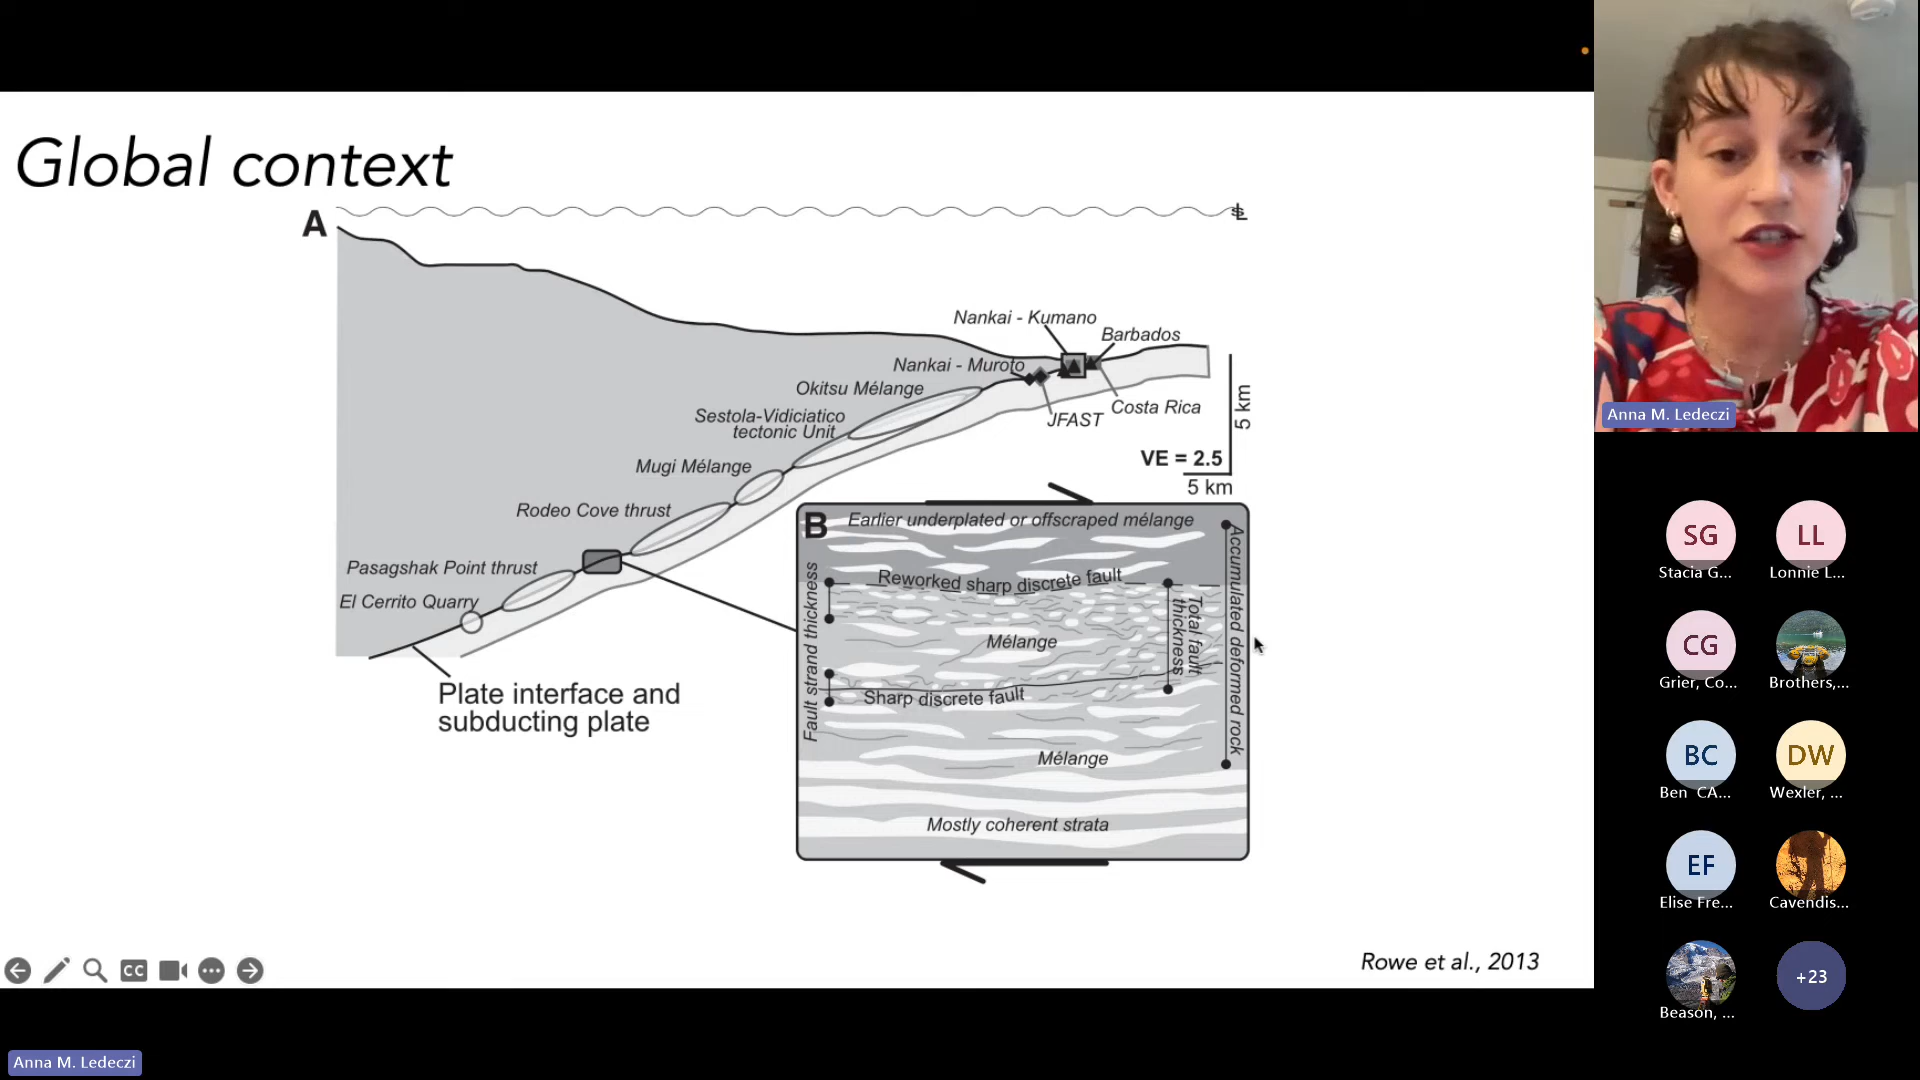 Global context
A
SL
Nankai - Kumano
Barbados
Nankai - Muroto
Okitsu Mélange
Costa Rica
JFAST
5 km
Sestola-Vidiciatico
tectonic Unit
VE = 2.5
5 km
Mugi Mélange
Rodeo Cove thrust
Pasagshak Point thrust
El Cerrito Quarry
Plate interface and
subducting plate
B
Earlier underplated or offscraped mélange
Reworked sharp discrete fault
Mélange
Sharp discrete fault
Mélange
Mostly coherent strata
Fault strand thickness
Total fault
thickness
Accumulated deformed rock
Rowe et al., 2013
CC
Anna M. Ledeczi
Anna M. Ledeczi
SG
Stacia G...
LL
Lonnie L...
CG
Grier, Co...
Brothers,...
BC
Ben CA...
DW
Wexler, ...
EF
Elise Fre...
Cavendis...
Beason, ...
+23